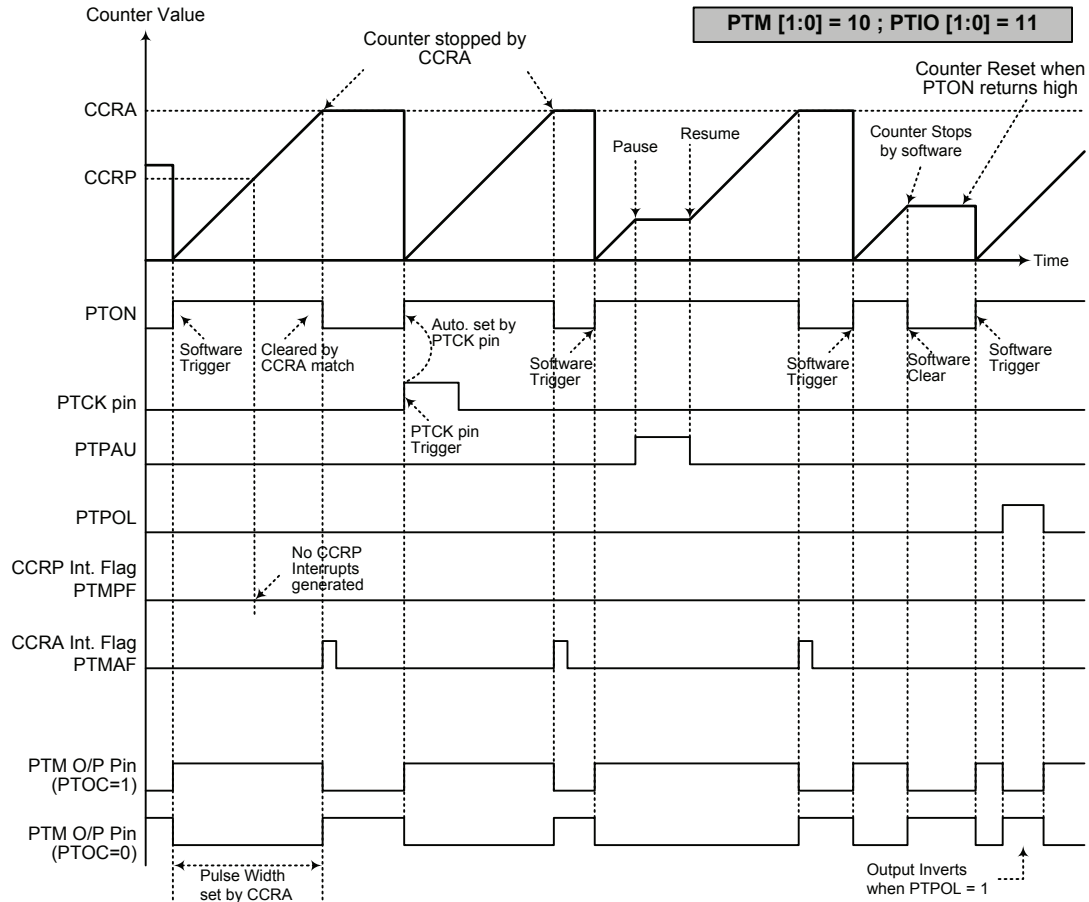 Counter Value
PTM [1:0] = 10 ; PTIO [1:0] = 11
Counter stopped by
CCRA
Counter Reset when
PTON returns high
CCRA
CCRP
Pause
Resume
Counter Stops
by software
Time
PTON
Software
Trigger
Cleared by
CCRA match
Auto. set by
PTCK pin
Software
Trigger
Software
Trigger
Software
Clear
Software
Trigger
PTCK pin
PTCK pin
Trigger
PTPAU
PTPOL
CCRP Int. Flag
PTMPF
No CCRP
Interrupts
generated
CCRA Int. Flag
PTMAF
PTM O/P Pin
(PTOC=1)
PTM O/P Pin
(PTOC=0)
Pulse Width
set by CCRA
Output Inverts
when PTPOL = 1